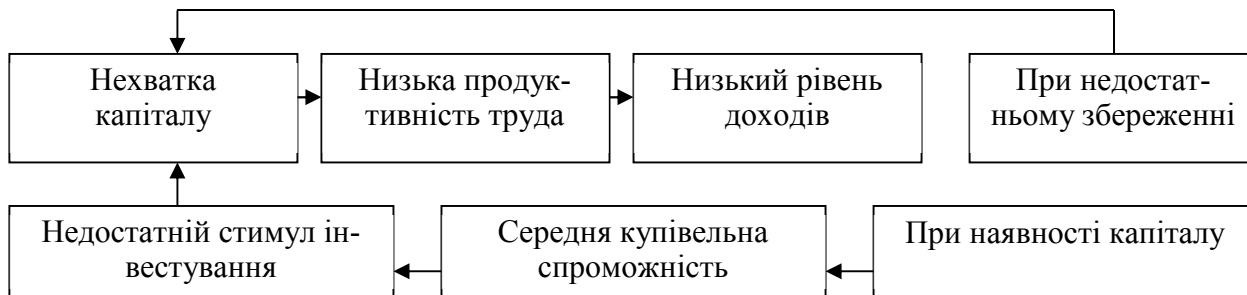 Нехватка
капіталу
Низька продук-
тивність труда
Низький рівень
доходів
При недостат-
ньому збереженні
Недостатній стимул ін-
вестування
Середня купівельна
спроможність
При наявності капіталу